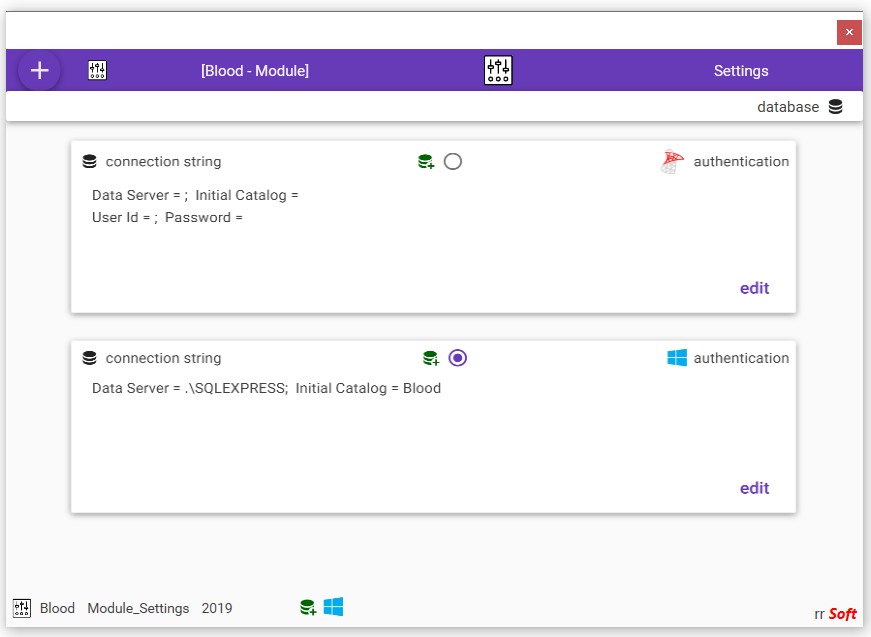 [Blood - Module] Settings
database
connection string authentication
Data Server = ; Initial Catalog =
User Id = ; Password =
edit
connection string authentication
Data Server = .\SQLEXPRESS; Initial Catalog = Blood
edit
Blood Module_Settings 2019
rr Soft